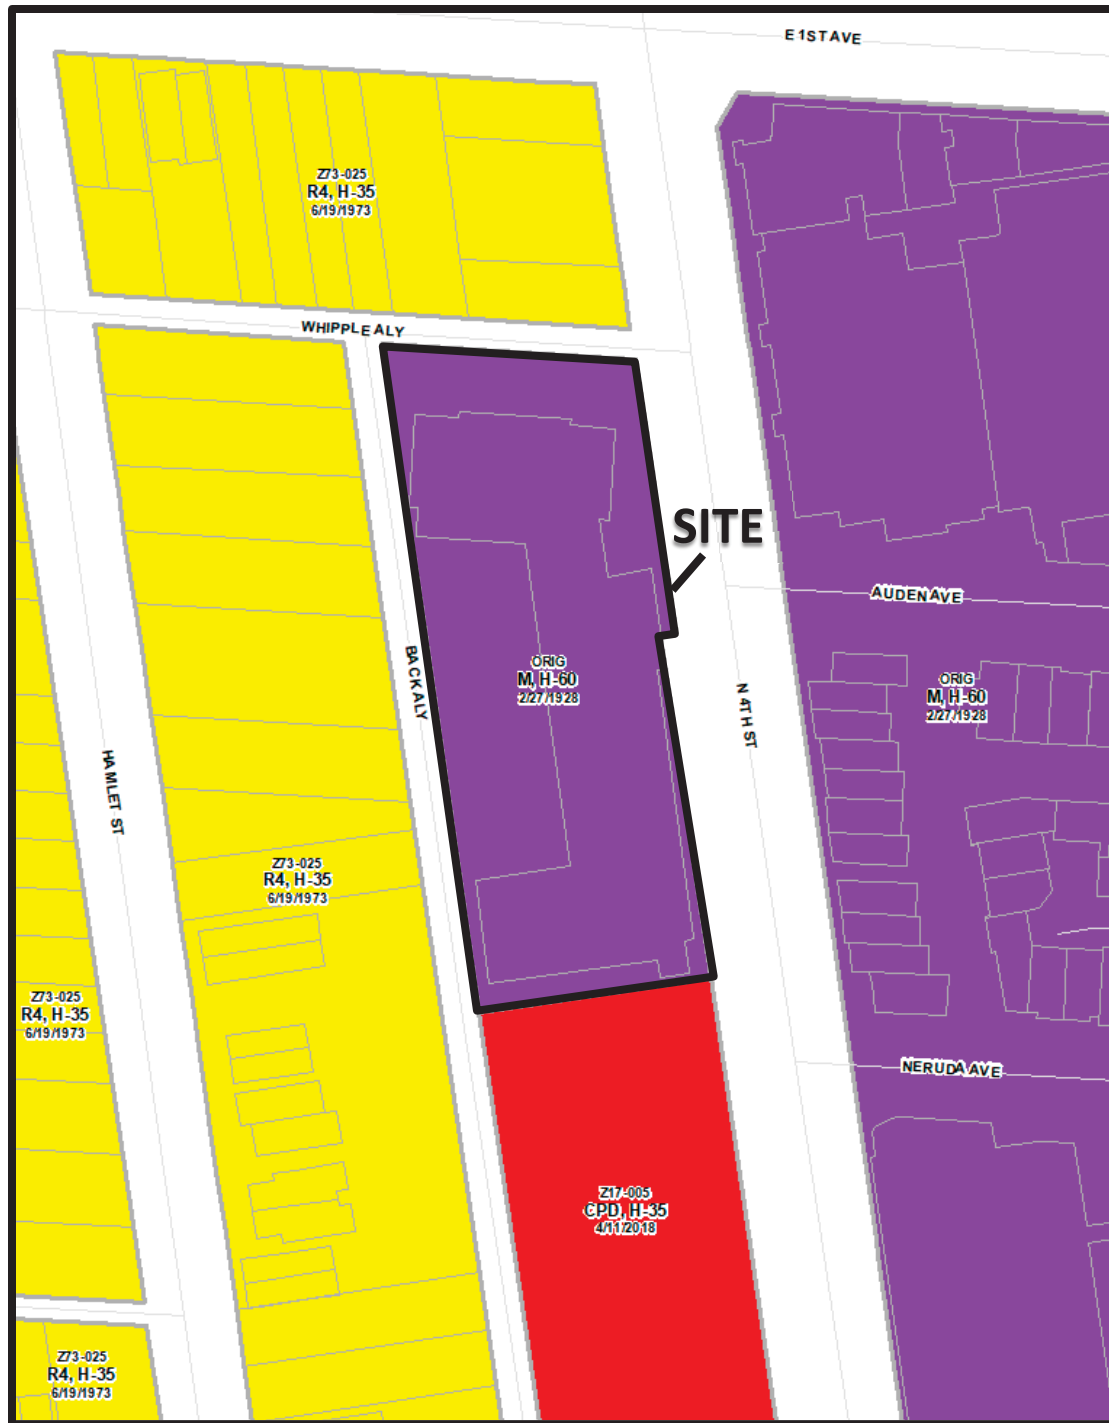 E 1ST AVE
Z73-025
R4, H-35
6/19/1973
WHIPPLE ALY
SITE
AUDEN AVE
BACK ALY
ORIG
M, H-60
2/27/1928
ORIG
M, H-60
2/27/1928
N 4TH ST
HAMLET ST
Z73-025
R4, H-35
6/19/1973
Z73-025
R4, H-35
6/19/1973
NERUDA AVE
Z17-005
CPD, H-35
4/11/2018
Z73-025
R4, H-35
6/19/1973